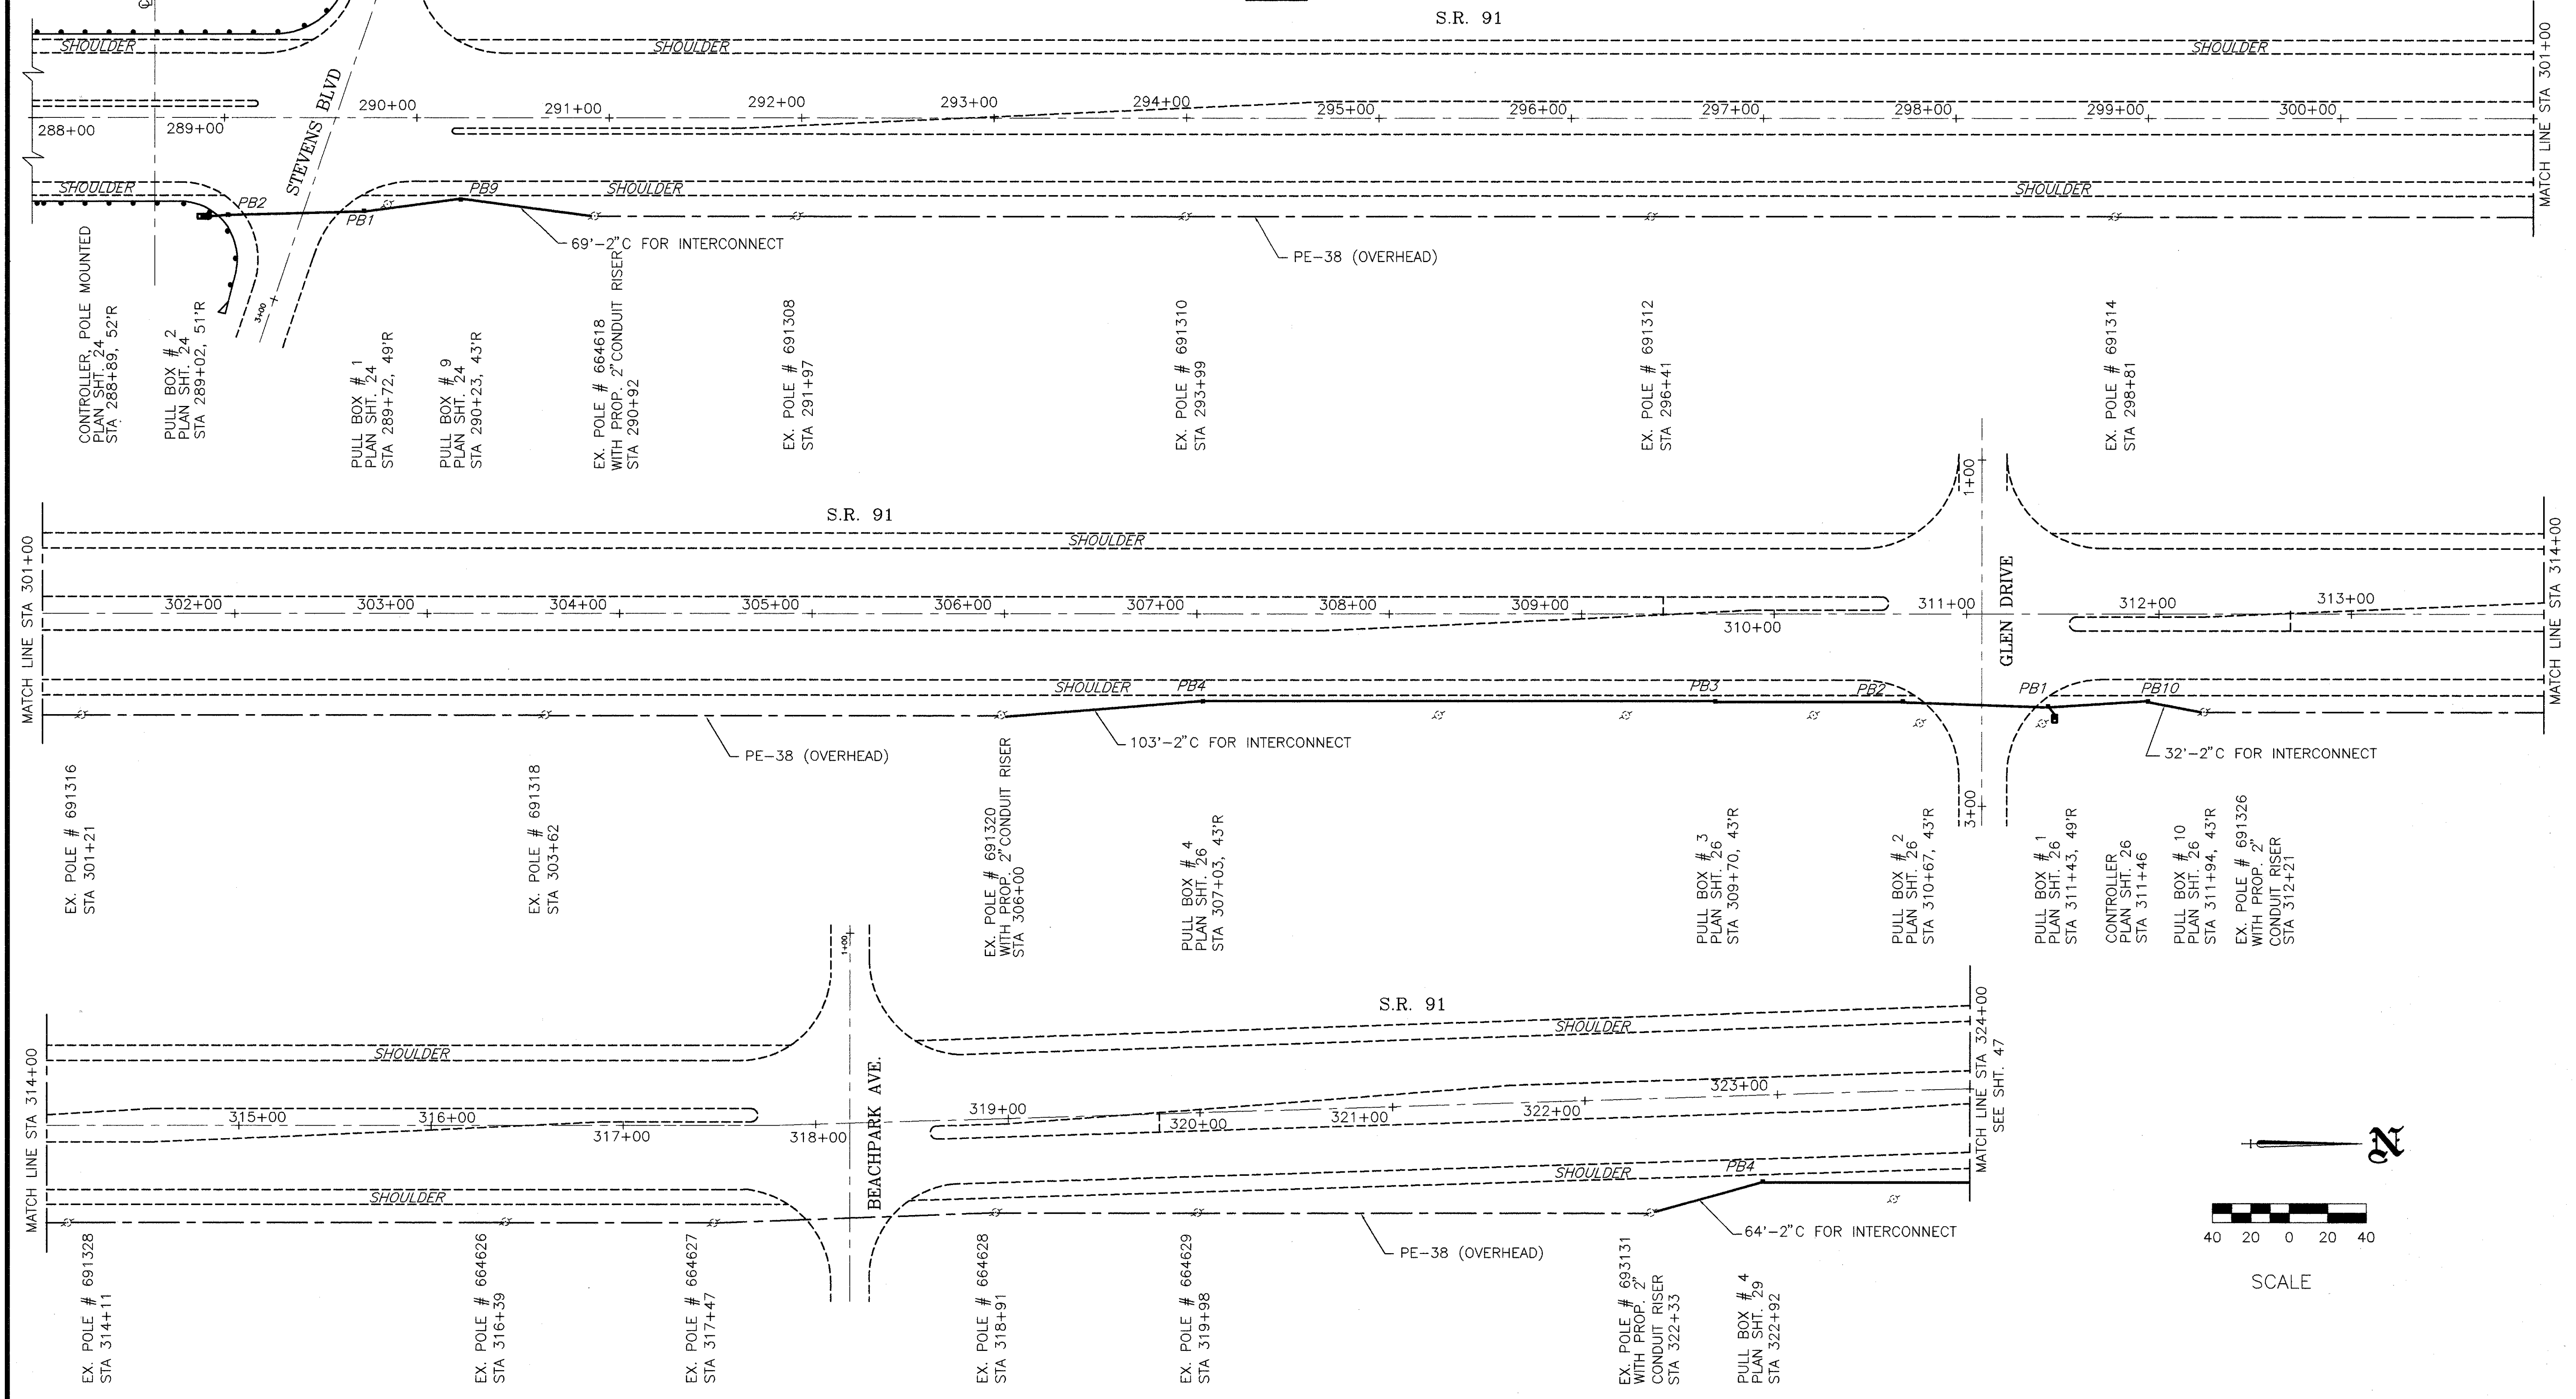 S.R. 91
SHOULDER
SHOULDER
SHOULDER
MATCH LINE STA 301+00
STEVENS BLVD
288+00
289+00
290+00
291+00
292+00
293+00
294+00
295+00
296+00
297+00
298+00
299+00
300+00
SHOULDER
PB2
PB1
PB9
SHOULDER
SHOULDER
3+00
69'-2"C FOR INTERCONNECT
PE-38 (OVERHEAD)
CONTROLLER, POLE MOUNTED
PLAN SHT. 24
STA 288+89, 52'R
PULL BOX # 2
PLAN SHT. 24
STA 289+02, 51'R
PULL BOX # 1
PLAN SHT. 24
STA 289+72, 49'R
PULL BOX # 9
PLAN SHT. 24
STA 290+23, 43'R
EX. POLE # 664618
WITH PROP. 2"CONDUIT RISER
STA 290+92
EX. POLE # 691308
STA 291+97
EX. POLE # 691310
STA 293+99
EX. POLE # 691312
STA 296+41
EX. POLE # 691314
STA 298+81
MATCH LINE STA 301+00
S.R. 91
SHOULDER
1+00
GLEN DRIVE
MATCH LINE STA 314+00
302+00
303+00
304+00
305+00
306+00
307+00
308+00
309+00
310+00
311+00
312+00
313+00
SHOULDER
PB4
PB3
PB2
PB1
PB10
PE-38 (OVERHEAD)
103'-2"C FOR INTERCONNECT
32'-2"C FOR INTERCONNECT
3+00
EX. POLE # 691316
STA 301+21
EX. POLE # 691318
STA 303+62
EX. POLE # 691320
WITH PROP. 2"CONDUIT RISER
STA 306+00
PULL BOX # 4
PLAN SHT. 26
STA 307+03, 43'R
PULL BOX # 3
PLAN SHT. 26
STA 309+70, 43'R
PULL BOX # 2
PLAN SHT. 26
STA 310+67, 43'R
PULL BOX # 1
PLAN SHT. 26
STA 311+43, 49'R
CONTROLLER
PLAN SHT. 26
STA 311+46
PULL BOX # 10
PLAN SHT. 26
STA 311+94, 43'R
EX. POLE # 691326
WITH PROP. 2"
CONDUIT RISER
STA 312+21
MATCH LINE STA 314+00
SHOULDER
1+00
BEACHPARK AVE.
S.R. 91
SHOULDER
MATCH LINE STA 324+00
SEE SHT. 47
315+00
316+00
317+00
318+00
319+00
320+00
321+00
322+00
323+00
SHOULDER
SHOULDER
PB4
PE-38 (OVERHEAD)
64'-2"C FOR INTERCONNECT
EX. POLE # 691328
STA 314+11
EX. POLE # 664626
STA 316+39
EX. POLE # 664627
STA 317+47
EX. POLE # 664628
STA 318+91
EX. POLE # 664629
STA 319+98
EX. POLE # 693131
WITH PROP. 2"
CONDUIT RISER
STA 322+33
PULL BOX # 4
PLAN SHT. 29
STA 322+92
N
40 20 0 20 40
SCALE